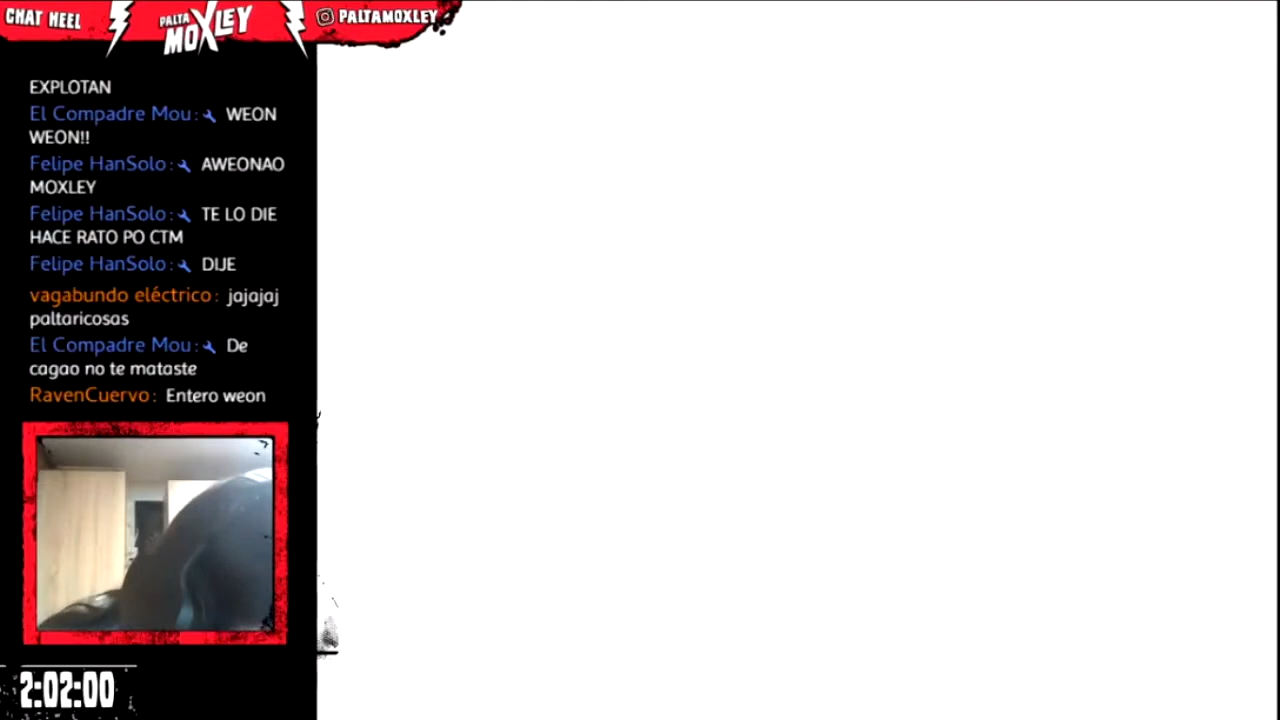 CHAT HEEL
PALTA
MOXLEY
PALTAMOXLEY
EXPLOTAN
El Compadre Mou: WEON
WEON!!
Felipe HanSolo: AWEONAO
MOXLEY
Felipe HanSolo: TE LO DIE
HACE RATO PO CTM
Felipe HanSolo: DIJE
vagabundo eléctrico: jajajaj
paltaricosas
El Compadre Mou: De
cagao no te mataste
RavenCuervo: Entero weon
2:02:00